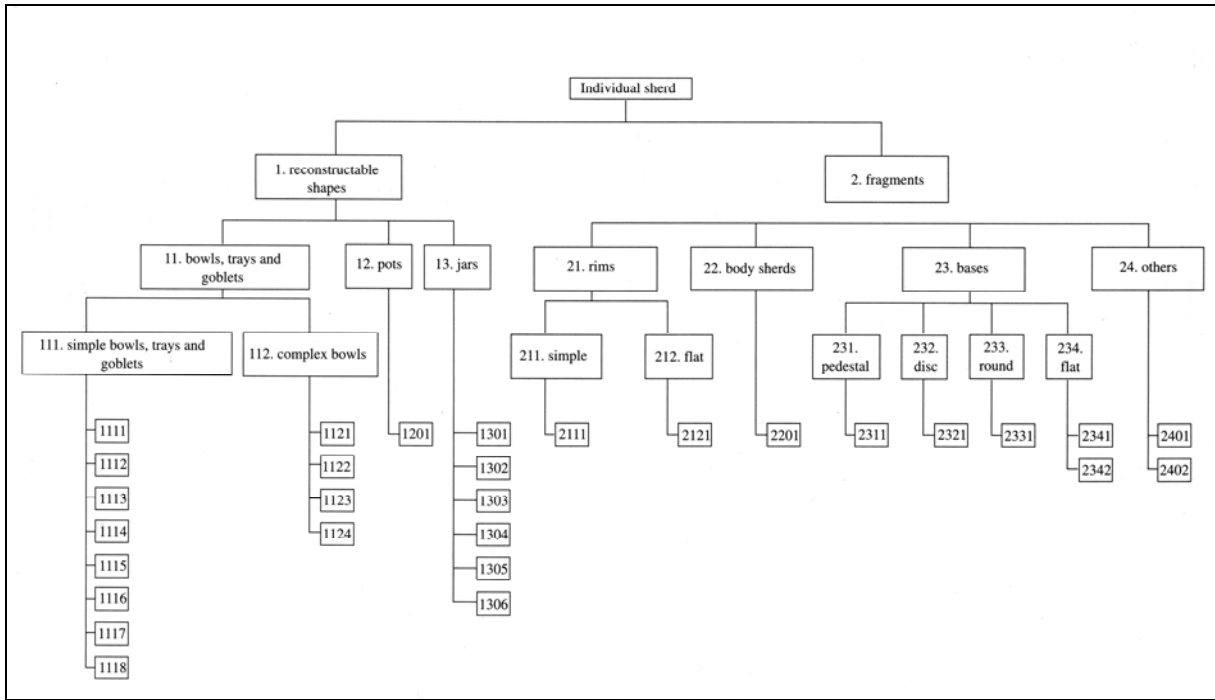 Individual sherd
1. reconstructable
shapes
2. fragments
11. bowls, trays and
goblets
12. pots
13. jars
21. rims
22. body sherds
23. bases
24. others
111. simple bowls, trays and
goblets
112. complex bowls
211. simple
212. flat
231.
pedestal
232.
disc
233.
round
234.
flat
1111
1112
1113
1114
1115
1116
1117
1118
1121
1122
1123
1124
1201
1301
1302
1303
1304
1305
1306
2111
2121
2201
2311
2321
2331
2341
2342
2401
2402